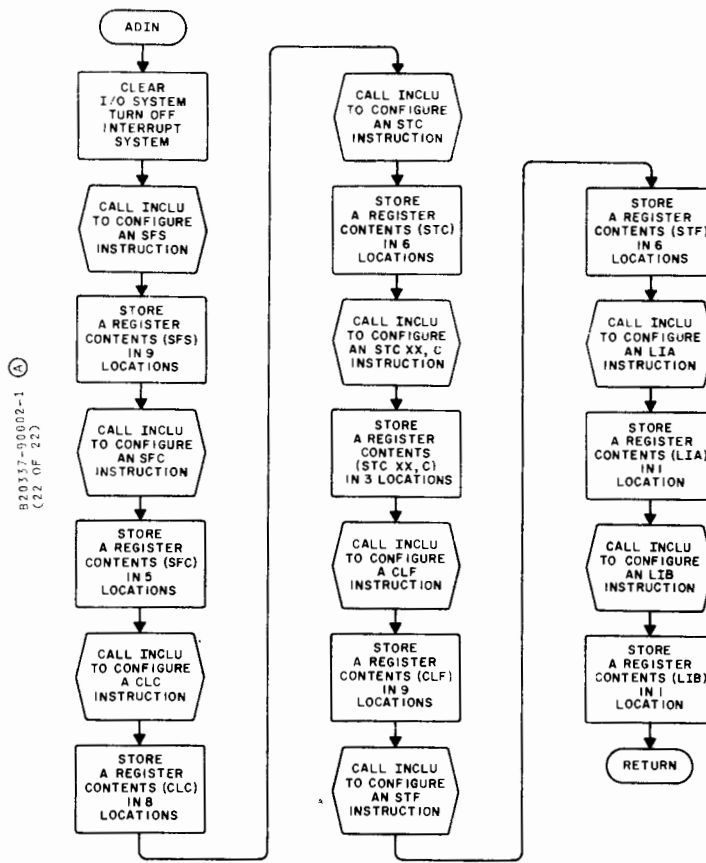 ADIN
CLEAR
I/O SYSTEM
TURN OFF
INTERRUPT
SYSTEM
CALL INCLU
TO CONFIGURE
AN SFS
INSTRUCTION
STORE
A REGISTER
CONTENTS (SFS)
IN 9
LOCATIONS
CALL INCLU
TO CONFIGURE
AN SFC
INSTRUCTION
STORE
A REGISTER
CONTENTS (SFC)
IN 5
LOCATIONS
CALL INCLU
TO CONFIGURE
A CLC
INSTRUCTION
STORE
A REGISTER
CONTENTS (CLC)
IN 8
LOCATIONS
CALL INCLU
TO CONFIGURE
AN STC
INSTRUCTION
STORE
A REGISTER
CONTENTS (STC)
IN 6
LOCATIONS
CALL INCLU
TO CONFIGURE
AN STC XX, C
INSTRUCTION
STORE
A REGISTER
CONTENTS
(STC XX, C)
IN 3 LOCATIONS
CALL INCLU
TO CONFIGURE
A CLF
INSTRUCTION
STORE
A REGISTER
CONTENTS (CLF)
IN 9
LOCATIONS
CALL INCLU
TO CONFIGURE
AN STF
INSTRUCTION
STORE
A REGISTER
CONTENTS (STF)
IN 6
LOCATIONS
CALL INCLU
TO CONFIGURE
AN LIA
INSTRUCTION
STORE
A REGISTER
CONTENTS (LIA)
IN 1
LOCATION
CALL INCLU
TO CONFIGURE
AN LIB
INSTRUCTION
STORE
A REGISTER
CONTENTS (LIB)
IN 1
LOCATION
RETURN
B20337-90002-1 A
(22 OF 22)